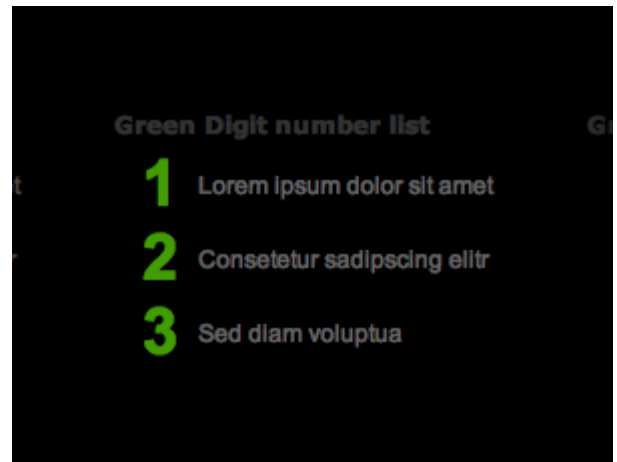 Green Digit number list
1 Lorem ipsum dolor sit amet
2 Consetetur sadipscing elitr
3 Sed diam voluptua